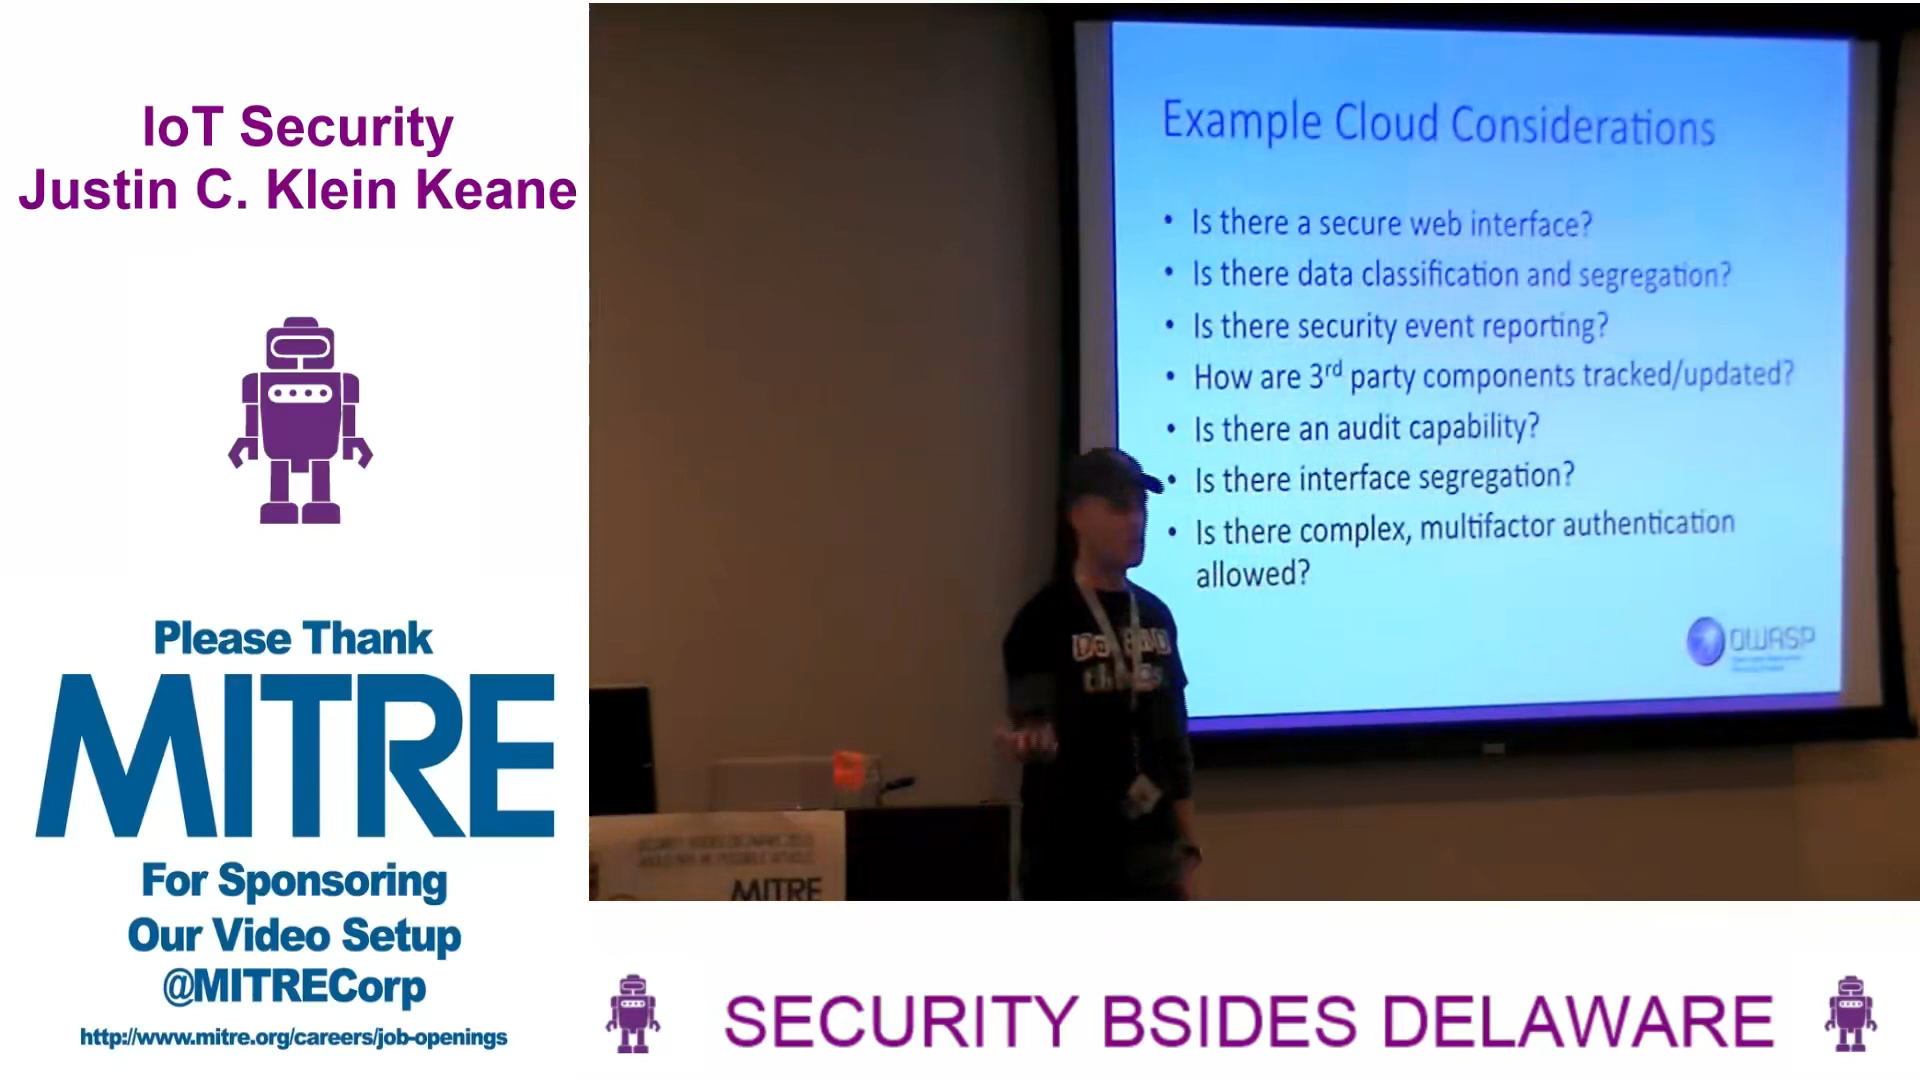 IoT Security
Justin C. Klein Keane
Please Thank
MITRE
For Sponsoring
Our Video Setup
@MITRECorp
http://www.mitre.org/careers/job-openings
Example Cloud Considerations
• Is there a secure web interface?
• Is there data classification and segregation?
• Is there security event reporting?
• How are 3rd party components tracked/updated?
• Is there an audit capability?
• Is there interface segregation?
• Is there complex, multifactor authentication
allowed?
OWASP
MITRE
SECURITY BSIDES DELAWARE